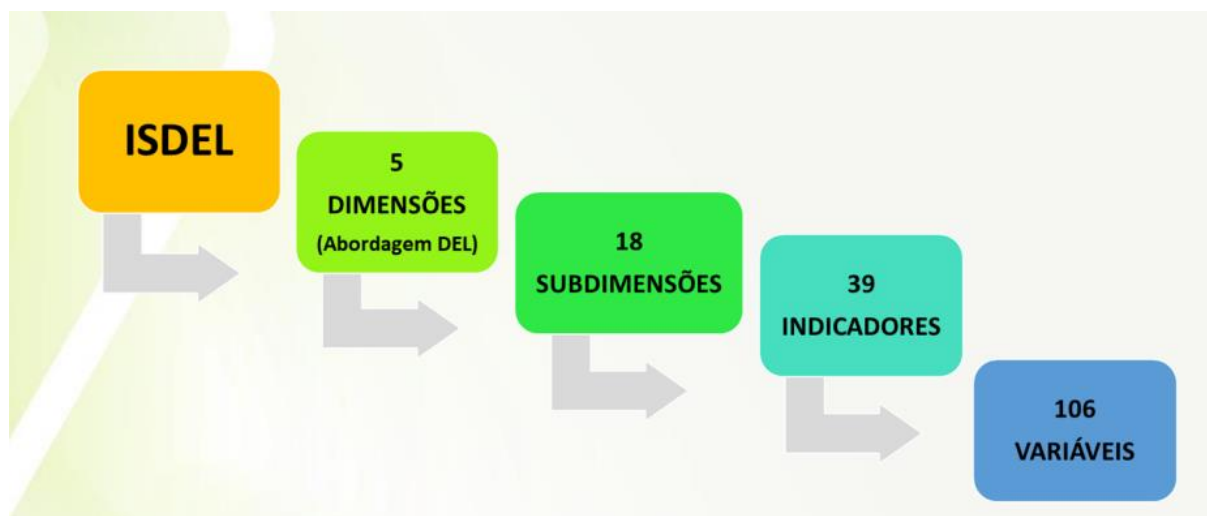 ISDEL
5
DIMENSÕES
(Abordagem DEL)
18
SUBDIMENSÕES
39
INDICADORES
106
VARIÁVEIS